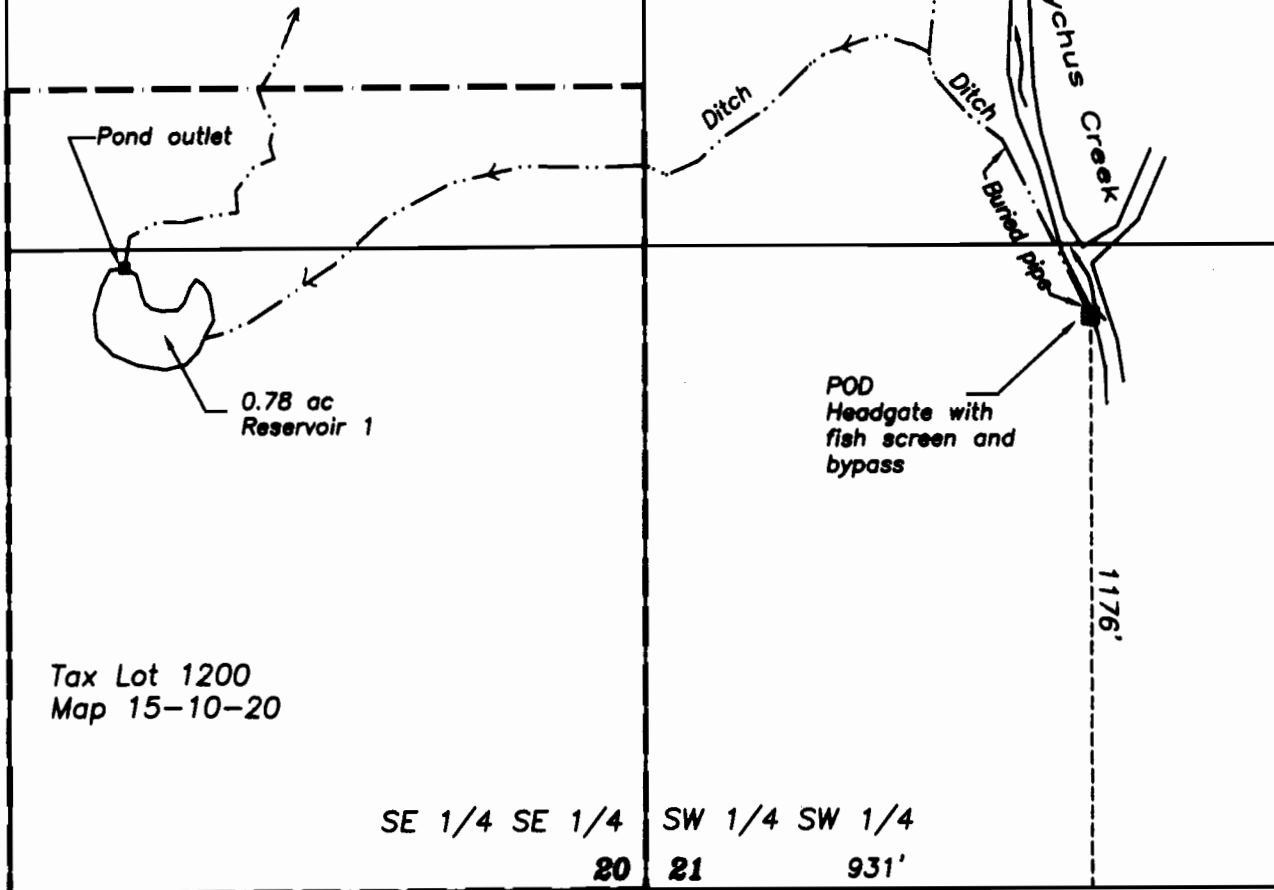 ychus Creek
Ditch
Ditch
Pond outlet
Buried pipe
0.78 ac
Reservoir 1
POD
Headgate with
fish screen and
bypass
1176'
Tax Lot 1200
Map 15-10-20
SE 1/4 SE 1/4
SW 1/4 SW 1/4
20
21
931'